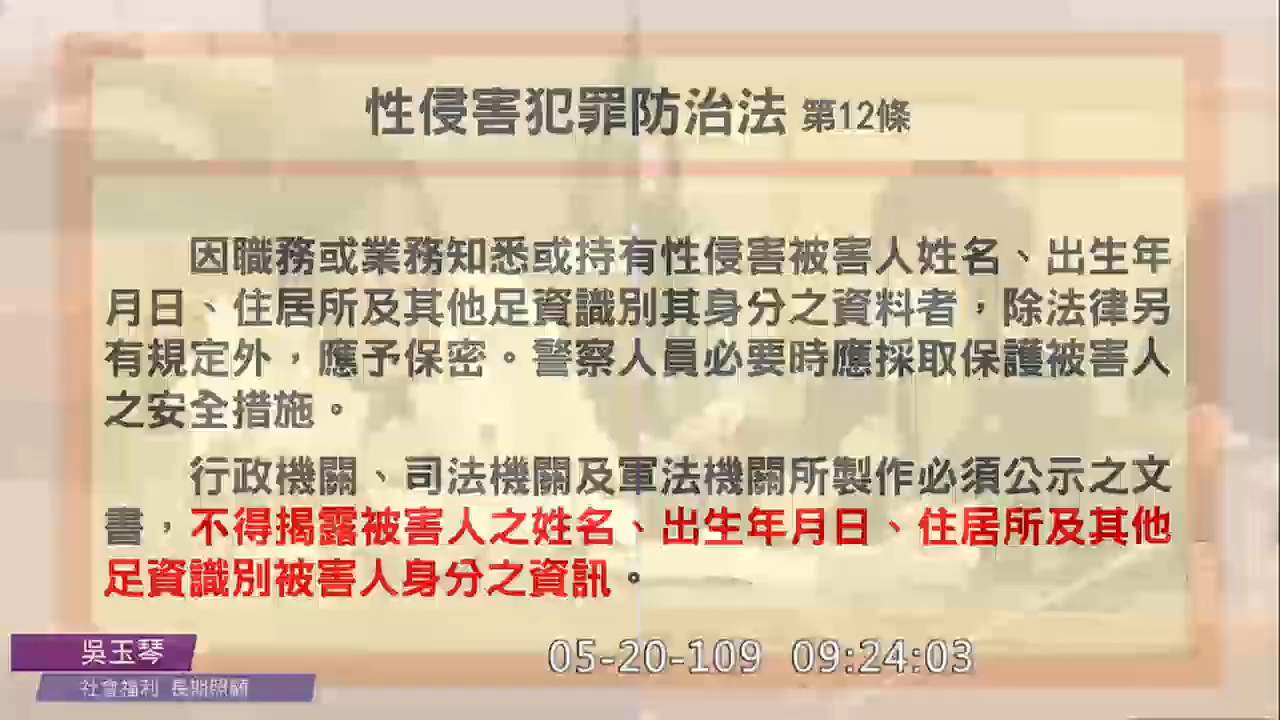 性侵害犯罪防治法 第12條
因職務或業務知悉或持有性侵害被害人姓名、出生年
月日、住居所及其他足資識別其身分之資料者，除法律另
有規定外，應予保密。警察人員必要時應採取保護被害人
之安全措施。
行政機關、司法機關及軍法機關所製作必須公示之文
書，不得揭露被害人之姓名、出生年月日、住居所及其他
足資識別被害人身分之資訊。
吳玉琴
社會福利 長期照顧
05-20-109 09:24:03